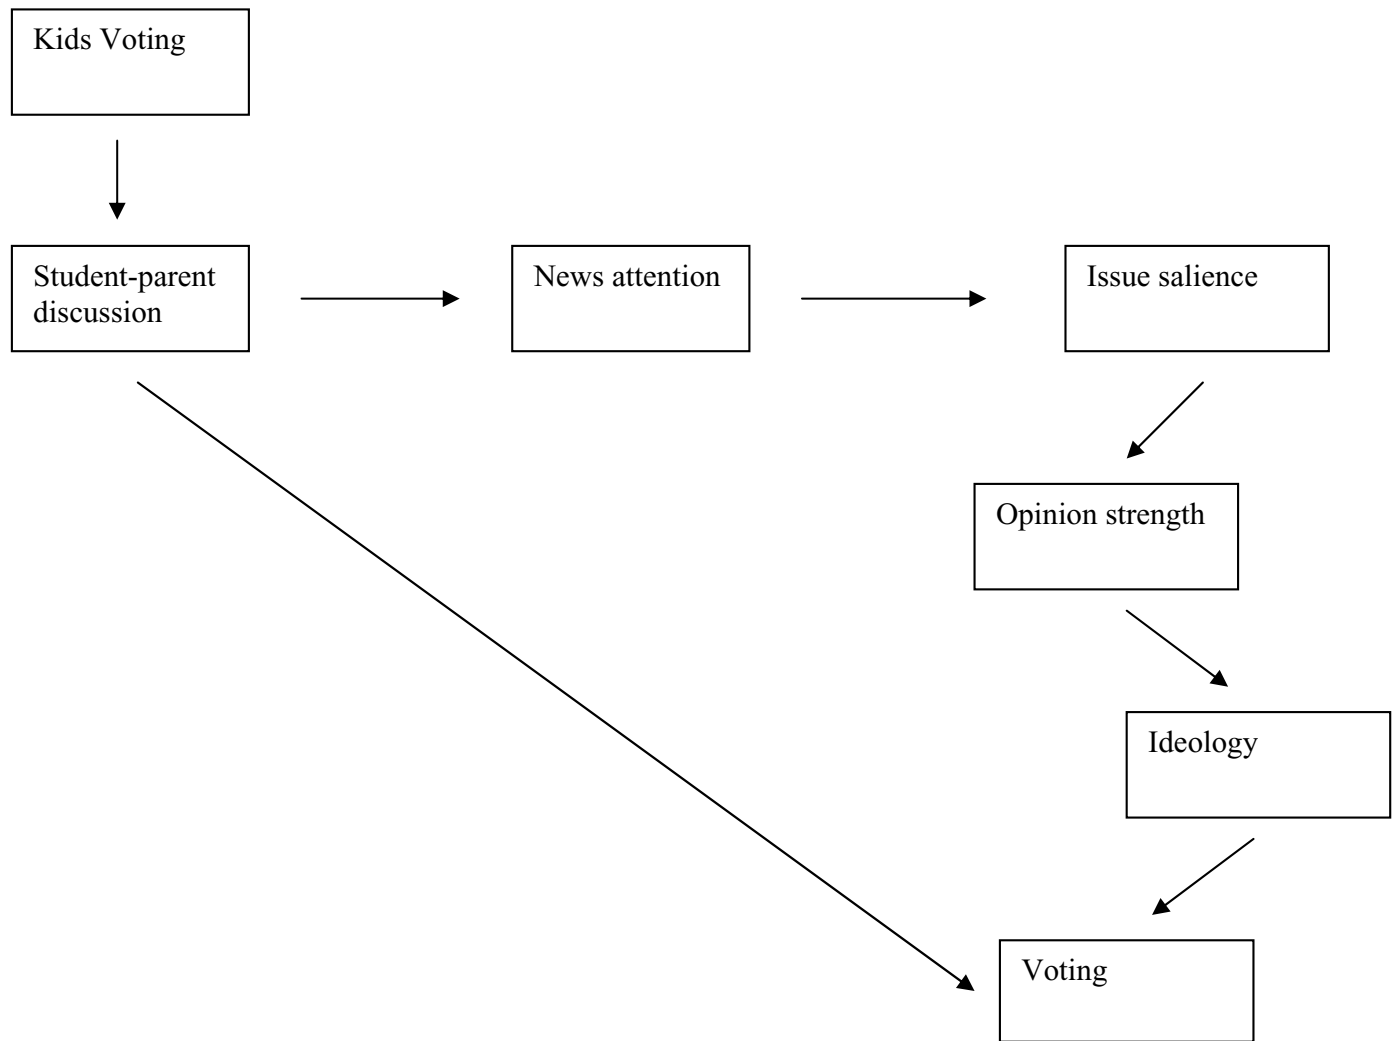 Kids Voting
Student-parent
discussion
News attention
Issue salience
Opinion strength
Ideology
Voting